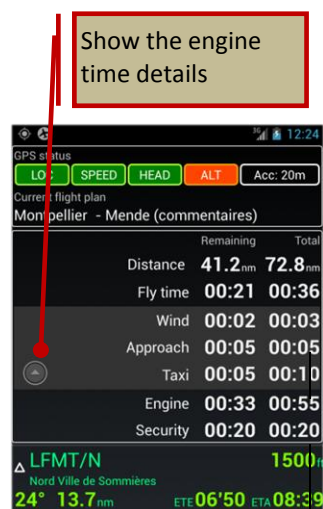 Show the engine
time details
3G 12:24
GPS status
LOC SPEED HEAD ALT Acc: 20m
Current flight plan
Montpellier - Mende (commentaires)
Remaining Total
Distance 41.2nm 72.8nm
Fly time 00:21 00:36
Wind 00:02 00:03
Approach 00:05 00:05
Taxi 00:05 00:10
Engine 00:33 00:55
Security 00:20 00:20
LFMT/N 1500ft
Nord Ville de Sommières
24° 13.7nm ETE 06'50 ETA 08:39